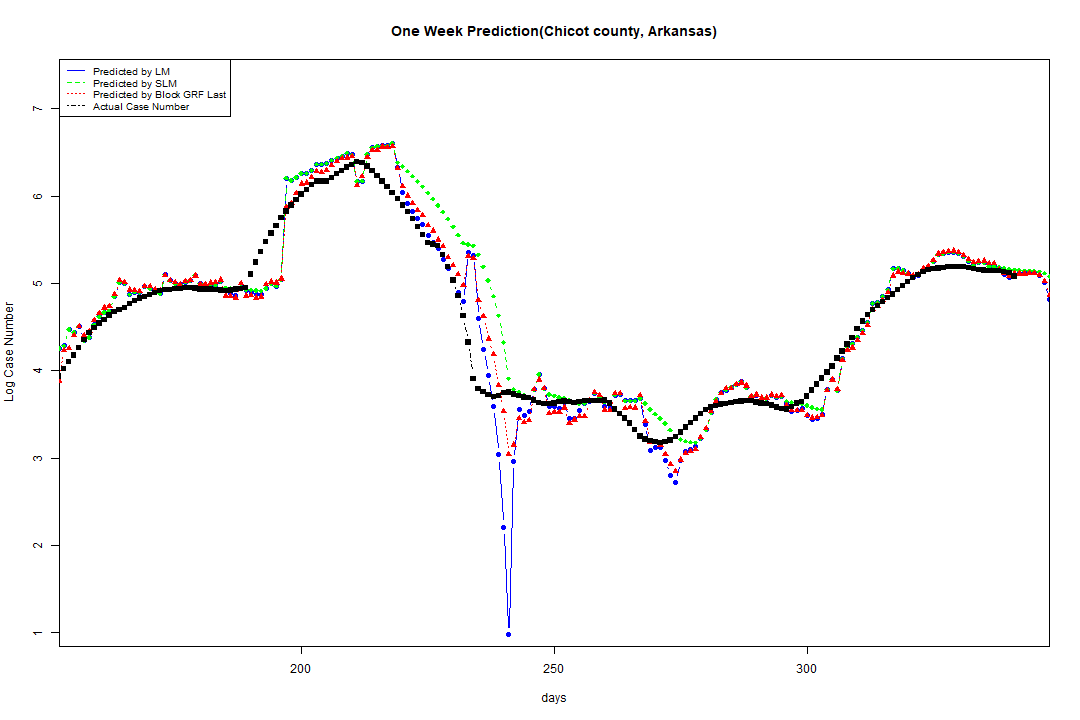 One Week Prediction(Chicot county, Arkansas)
Predicted by LM
Predicted by SLM
Predicted by Block GRF Last
Actual Case Number
Log Case Number
7
6
5
4
3
2
1
200
250
300
days